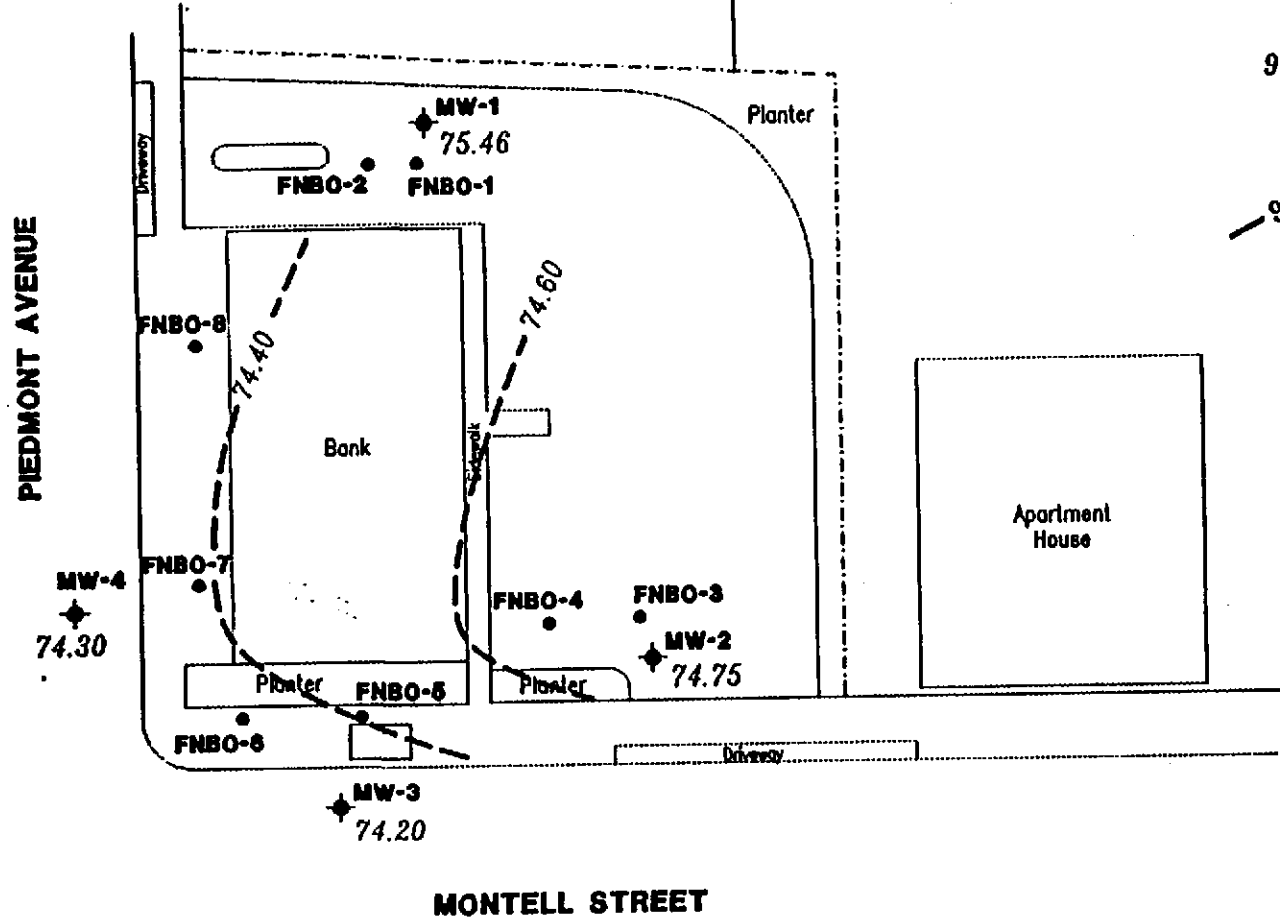 9
MW-1
Planter
75.46
Driveway
FNBO-2
FNBO-1
9
PIEDMONT AVENUE
74.60
FNBO-8
74.40
Bank
Sidewalk
Apartment
House
FNBO-7
MW-4
FNBO-4
FNBO-3
74.30
MW-2
74.75
Planter
FNBO-5
Planter
FNBO-6
Driveway
MW-3
74.20
MONTELL STREET